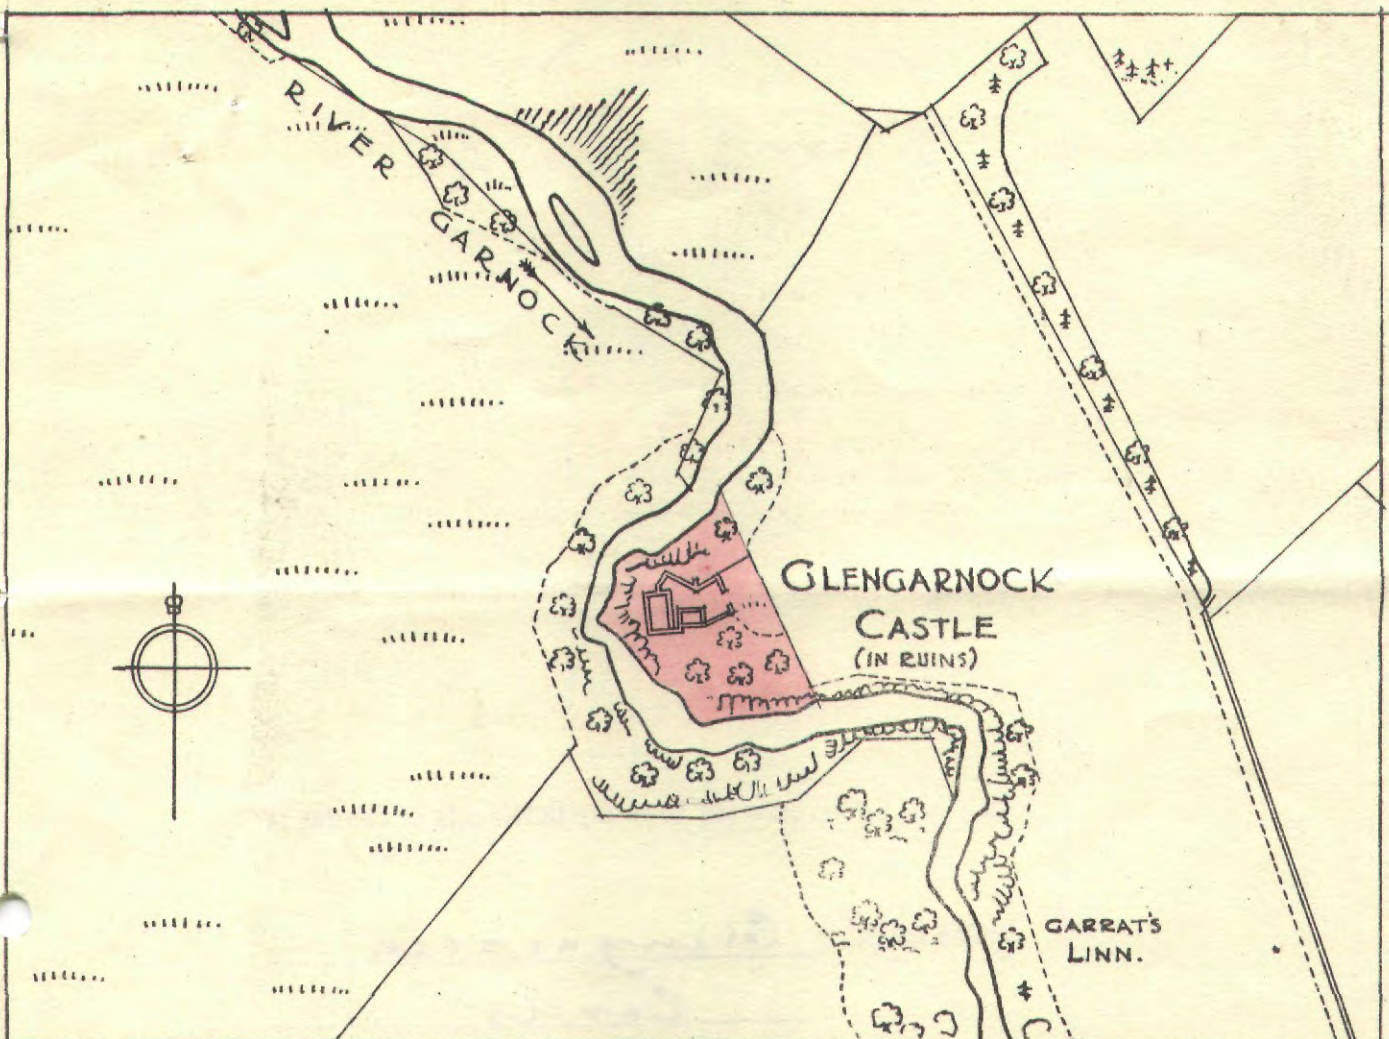 RIVER GARNOCK
GLENGARNOCK
CASTLE
(IN RUINS)
GARRAT'S
LINN.